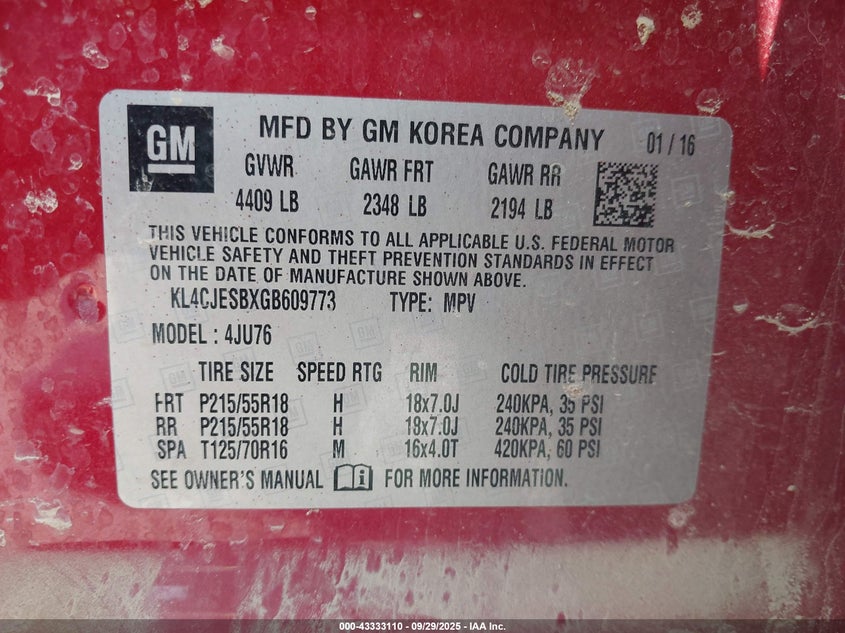 GM
MFD BY GM KOREA COMPANY 01 / 16
GVWR GAWR FRT GAWR RR
4409 LB 2348 LB 2194 LB
THIS VEHICLE CONFORMS TO ALL APPLICABLE U.S. FEDERAL MOTOR
VEHICLE SAFETY AND THEFT PREVENTION STANDARDS IN EFFECT
ON THE DATE OF MANUFACTURE SHOWN ABOVE.
KL4CJESBXGB609773 TYPE: MPV
MODEL : 4JU76
TIRE SIZE SPEED RTG RIM COLD TIRE PRESSURE
FRT P215/55R18 H 18x7.0J 240KPA, 35 PSI
RR P215/55R18 H 18x7.0J 240KPA, 35 PSI
SPA T125/70R16 M 16x4.0T 420KPA, 60 PSI
SEE OWNER'S MANUAL FOR MORE INFORMATION.
000-43333110 - 09/29/2025 - IAA Inc.